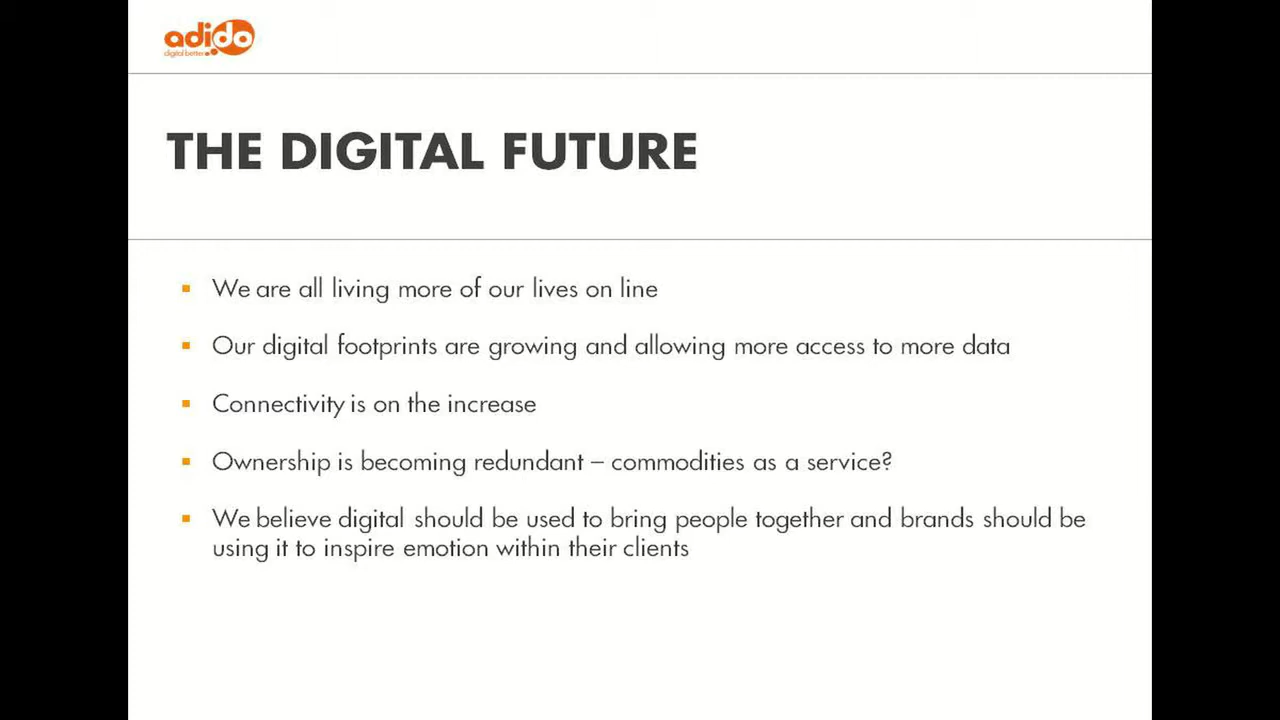 adido
digital better
THE DIGITAL FUTURE
We are all living more of our lives on line
Our digital footprints are growing and allowing more access to more data
Connectivity is on the increase
Ownership is becoming redundant – commodities as a service?
We believe digital should be used to bring people together and brands should be
using it to inspire emotion within their clients